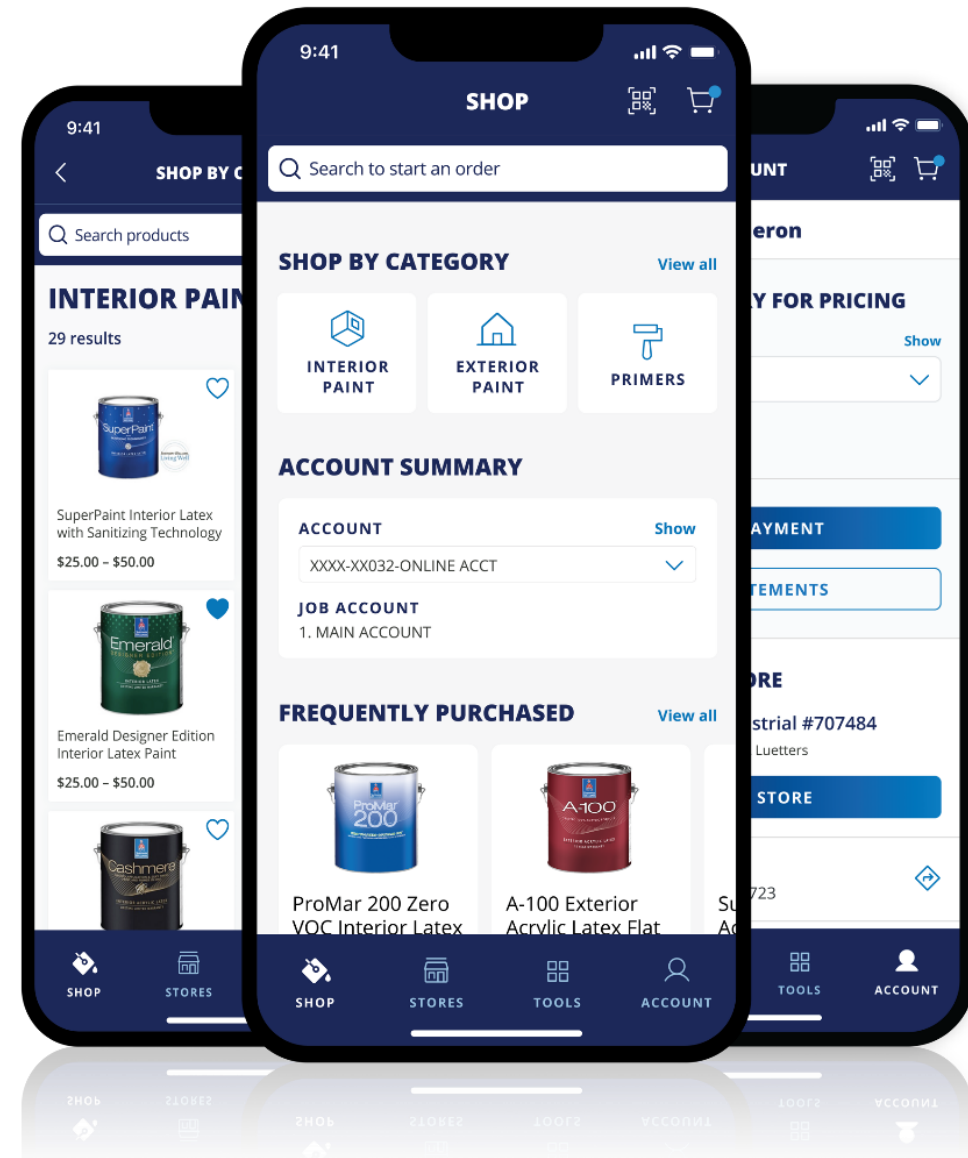 9:41
SHOP BY C
Search products
INTERIOR PAIN
29 results
SuperPaint
SuperPaint Interior Latex
with Sanitizing Technology
$25.00 – $50.00
Emerald
DESIGNER EDITION
Emerald Designer Edition
Interior Latex Paint
$25.00 – $50.00
Cashmere
SHOP
STORES
9:41
SHOP
Search to start an order
SHOP BY CATEGORY
View all
INTERIOR
PAINT
EXTERIOR
PAINT
PRIMERS
ACCOUNT SUMMARY
ACCOUNT
Show
XXXX-XX032-ONLINE ACCT
JOB ACCOUNT
1. MAIN ACCOUNT
FREQUENTLY PURCHASED
View all
ProMar
200
A-100
ProMar 200 Zero
VOC Interior Latex
A-100 Exterior
Acrylic Latex Flat
Su
Ac
SHOP
STORES
TOOLS
ACCOUNT
UNT
eron
Y FOR PRICING
Show
AYMENT
TEMENTS
ORE
strial #707484
Luetters
STORE
723
TOOLS
ACCOUNT